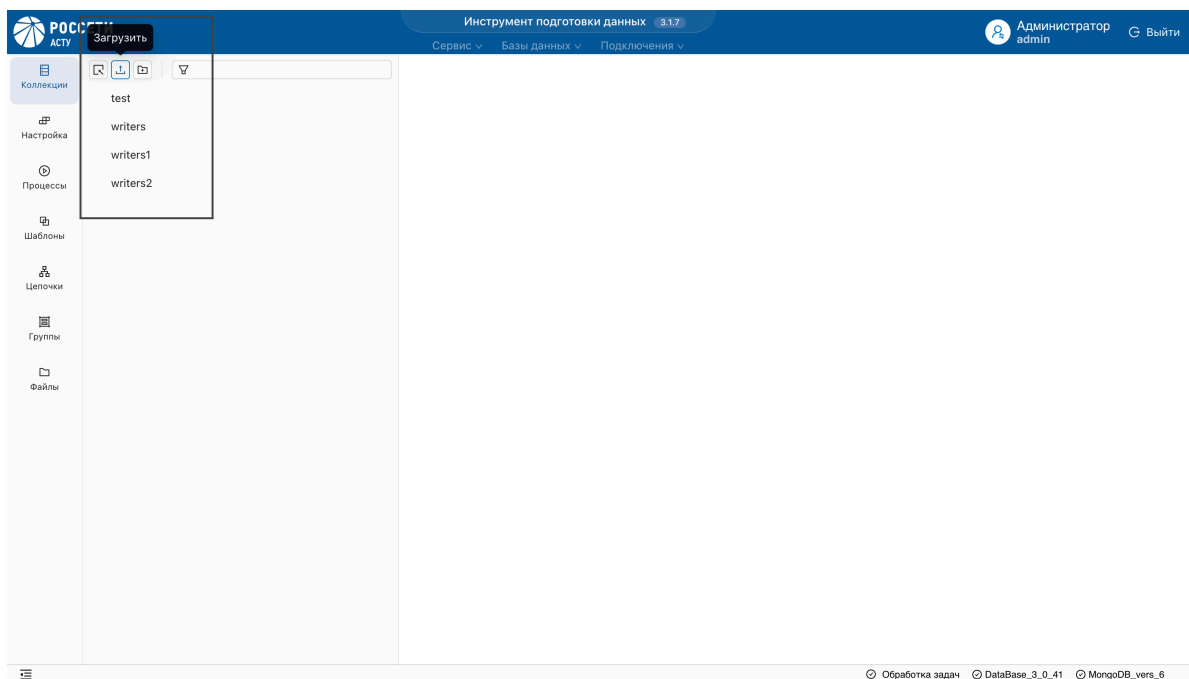 РОССЕТИ
АСТУ
Загрузить
Инструмент подготовки данных 3.1.7
Сервис Базы данных Подключения
Администратор
admin
Выйти
Коллекции
Настройка
Процессы
Шаблоны
Цепочки
Группы
Файлы
test
writers
writers1
writers2
Обработка задач DataBase_3_0_41 MongoDB_vers_6